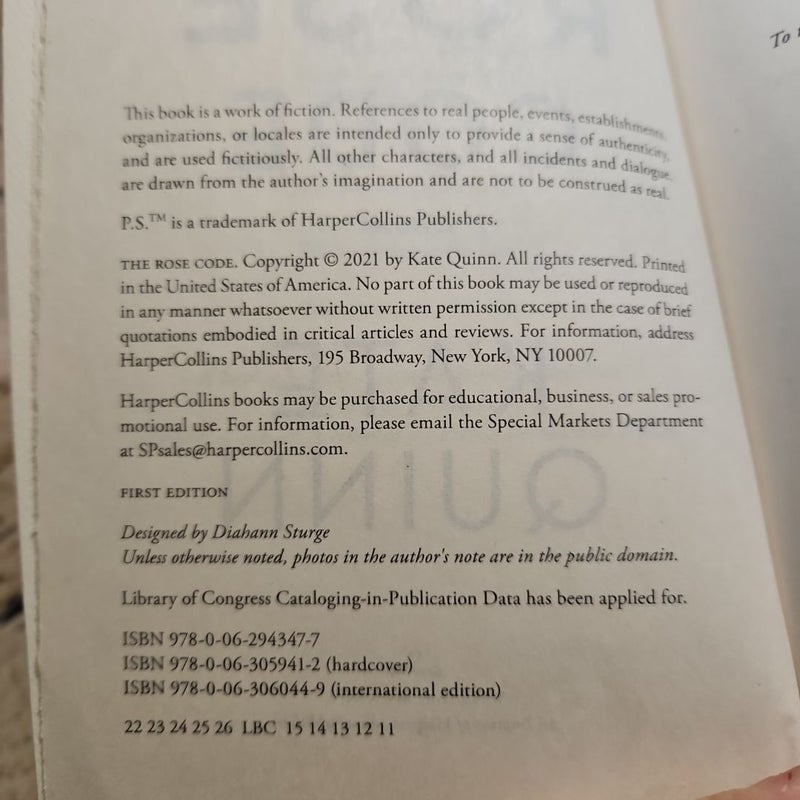 This book is a work of fiction. References to real people, events, establishments,
organizations, or locales are intended only to provide a sense of authenticity,
and are used fictitiously. All other characters, and all incidents and dialogue,
are drawn from the author's imagination and are not to be construed as real.
P.S.™ is a trademark of HarperCollins Publishers.
THE ROSE CODE. Copyright © 2021 by Kate Quinn. All rights reserved. Printed
in the United States of America. No part of this book may be used or reproduced
in any manner whatsoever without written permission except in the case of brief
quotations embodied in critical articles and reviews. For information, address
HarperCollins Publishers, 195 Broadway, New York, NY 10007.
HarperCollins books may be purchased for educational, business, or sales pro-
motional use. For information, please email the Special Markets Department
at SPsales@harpercollins.com.
FIRST EDITION
Designed by Diahann Sturge
Unless otherwise noted, photos in the author's note are in the public domain.
Library of Congress Cataloging-in-Publication Data has been applied for.
ISBN 978-0-06-294347-7
ISBN 978-0-06-305941-2 (hardcover)
ISBN 978-0-06-306044-9 (international edition)
22 23 24 25 26 LBC 15 14 13 12 11
To